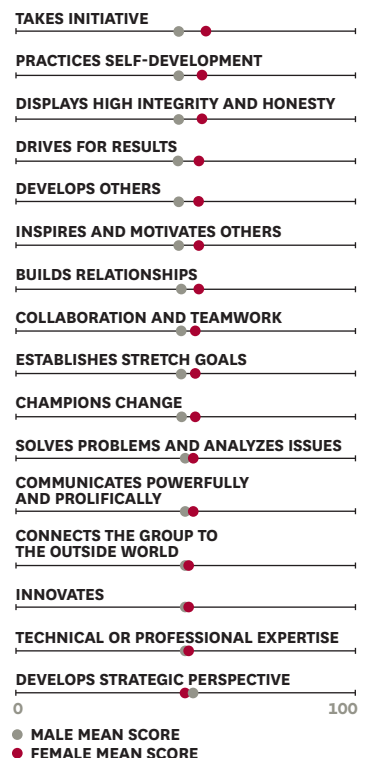 TAKES INITIATIVE
PRACTICES SELF-DEVELOPMENT
DISPLAYS HIGH INTEGRITY AND HONESTY
DRIVES FOR RESULTS
DEVELOPS OTHERS
INSPIRES AND MOTIVATES OTHERS
BUILDS RELATIONSHIPS
COLLABORATION AND TEAMWORK
ESTABLISHES STRETCH GOALS
CHAMPIONS CHANGE
SOLVES PROBLEMS AND ANALYZES ISSUES
COMMUNICATES POWERFULLY
AND PROLIFICALLY
CONNECTS THE GROUP TO
THE OUTSIDE WORLD
INNOVATES
TECHNICAL OR PROFESSIONAL EXPERTISE
DEVELOPS STRATEGIC PERSPECTIVE
0 100
MALE MEAN SCORE
FEMALE MEAN SCORE